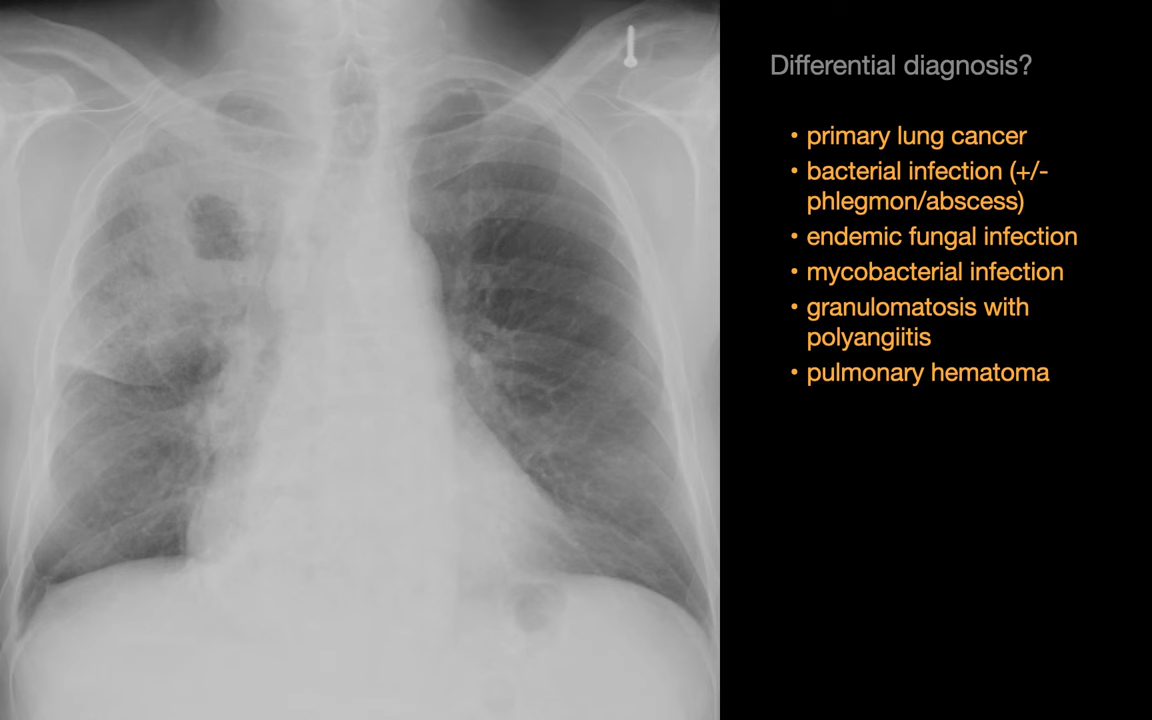 Differential diagnosis?
• primary lung cancer
• bacterial infection (+/-
phlegmon/abscess)
• endemic fungal infection
• mycobacterial infection
• granulomatosis with
polyangiitis
• pulmonary hematoma